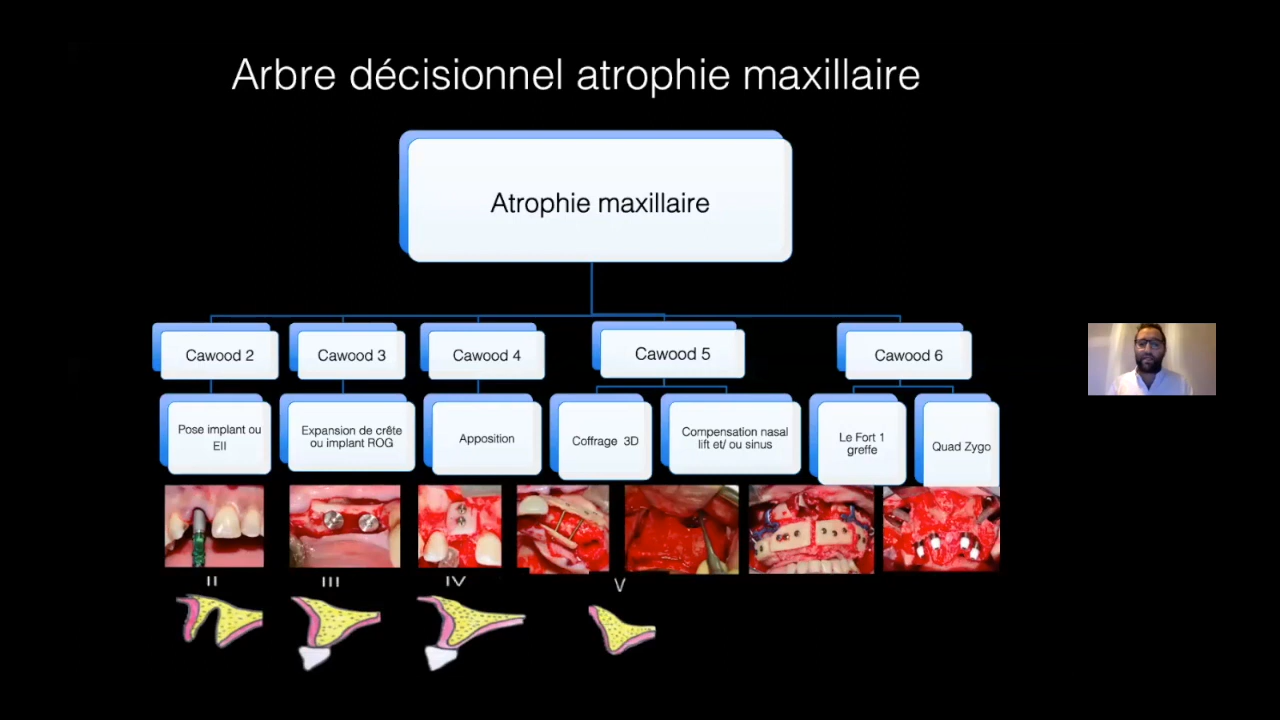 Arbre décisionnel atrophie maxillaire
Atrophie maxillaire
Cawood 2
Cawood 3
Cawood 4
Cawood 5
Cawood 6
Pose implant ou
EII
Expansion de crête
ou implant ROG
Apposition
Coffrage 3D
Compensation nasal
lift et/ ou sinus
Le Fort 1
greffe
Quad Zygo
II
III
IV
V